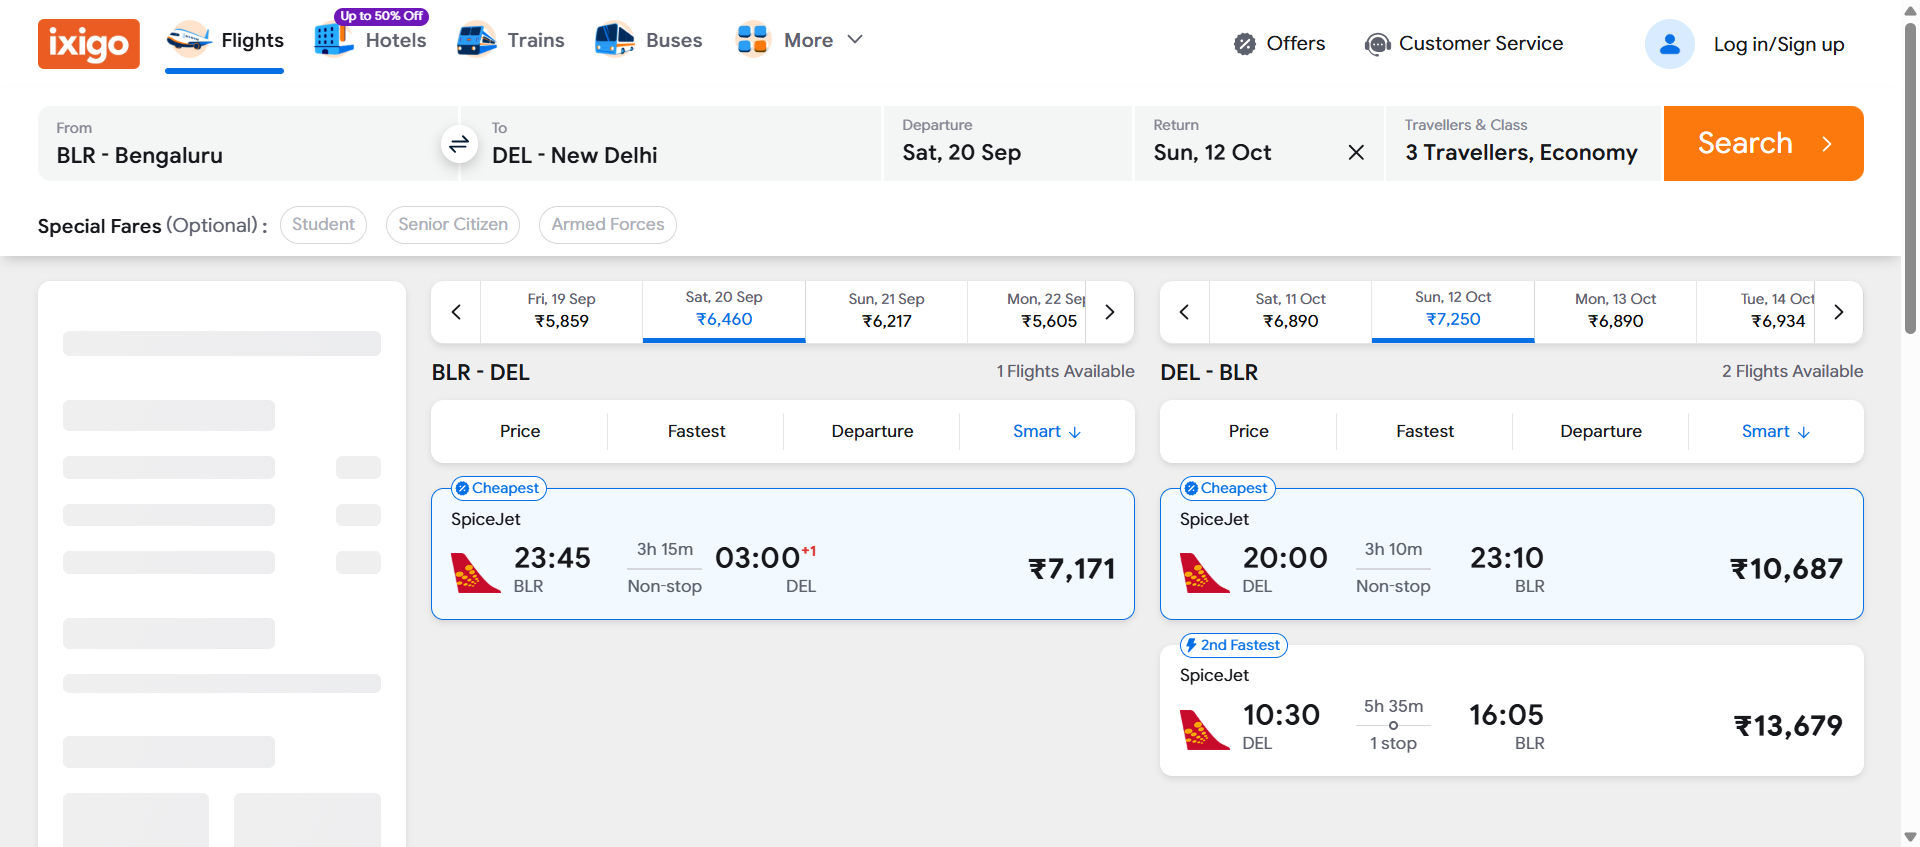 ixigo
Flights
Up to 50% Off
Hotels
Trains
Buses
More
Offers
Customer Service
Log in/Sign up
From
BLR - Bengaluru
To
DEL - New Delhi
Departure
Sat, 20 Sep
Return
Sun, 12 Oct
Travellers & Class
3 Travellers, Economy
Search
Special Fares (Optional) :
Student
Senior Citizen
Armed Forces
Fri, 19 Sep
₹5,859
Sat, 20 Sep
₹6,460
Sun, 21 Sep
₹6,217
Mon, 22 Sep
₹5,605
Sat, 11 Oct
₹6,890
Sun, 12 Oct
₹7,250
Mon, 13 Oct
₹6,890
Tue, 14 Oct
₹6,934
BLR - DEL
1 Flights Available
Price
Fastest
Departure
Smart ↓
Cheapest
SpiceJet
23:45
BLR
3h 15m
Non-stop
03:00+1
DEL
₹7,171
DEL - BLR
2 Flights Available
Price
Fastest
Departure
Smart ↓
Cheapest
SpiceJet
20:00
DEL
3h 10m
Non-stop
23:10
BLR
₹10,687
2nd Fastest
SpiceJet
10:30
DEL
5h 35m
1 stop
16:05
BLR
₹13,679